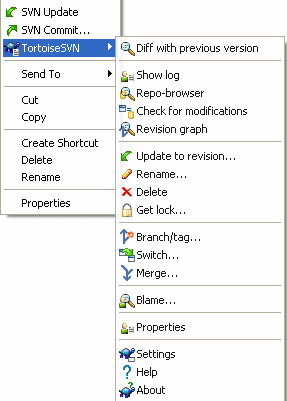 SVN Update
SVN Commit...
TortoiseSVN
Send To
Cut
Copy
Create Shortcut
Delete
Rename
Properties
Diff with previous version
Show log
Repo-browser
Check for modifications
Revision graph
Update to revision...
Rename...
Delete
Get lock...
Branch/tag...
Switch...
Merge...
Blame...
Properties
Settings
Help
About